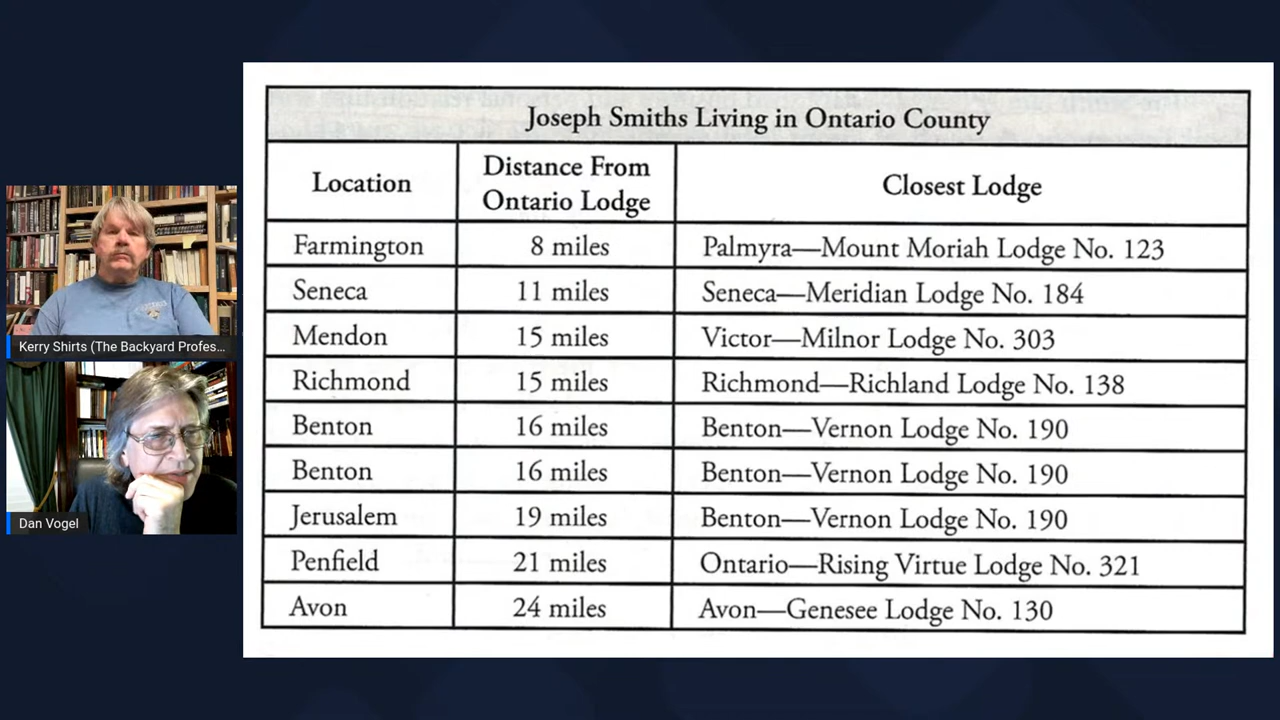 Joseph Smiths Living in Ontario County
Location
Distance From
Ontario Lodge
Closest Lodge
Farmington 8 miles Palmyra—Mount Moriah Lodge No. 123
Seneca 11 miles Seneca—Meridian Lodge No. 184
Mendon 15 miles Victor—Milnor Lodge No. 303
Richmond 15 miles Richmond—Richland Lodge No. 138
Benton 16 miles Benton—Vernon Lodge No. 190
Benton 16 miles Benton—Vernon Lodge No. 190
Jerusalem 19 miles Benton—Vernon Lodge No. 190
Penfield 21 miles Ontario—Rising Virtue Lodge No. 321
Avon 24 miles Avon—Genesee Lodge No. 130
Kerry Shirts (The Backyard Profes...
Dan Vogel